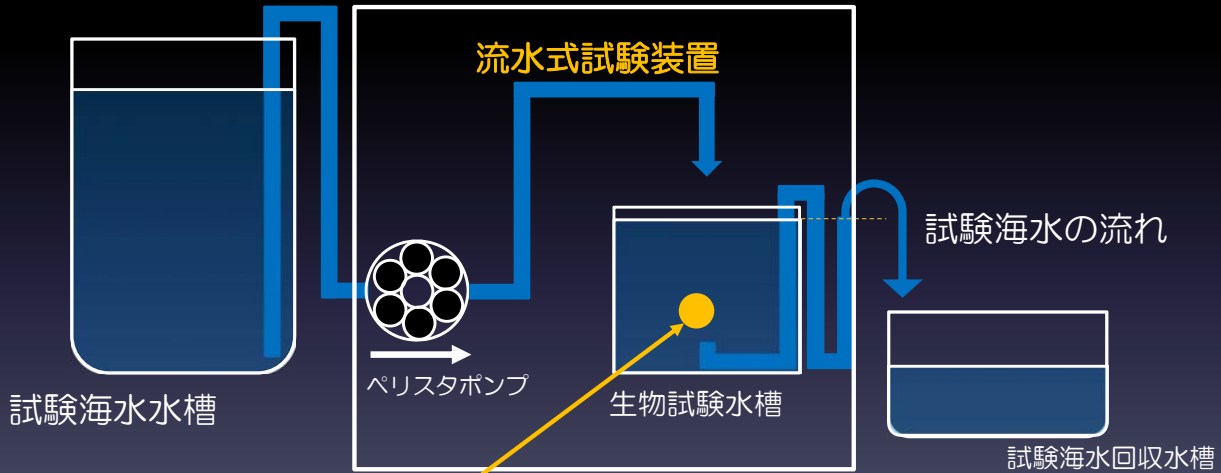 流水式試験装置
試験海水の流れ
ペリスタポンプ
生物試験水槽
試験海水水槽
試験海水回収水槽